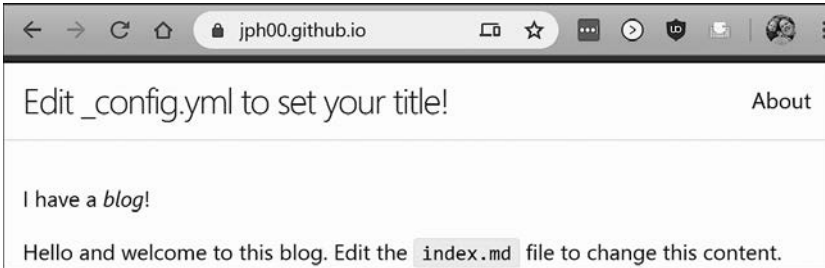 jph00.github.io
Edit _config.yml to set your title!
About
I have a blog!
Hello and welcome to this blog. Edit the index.md file to change this content.